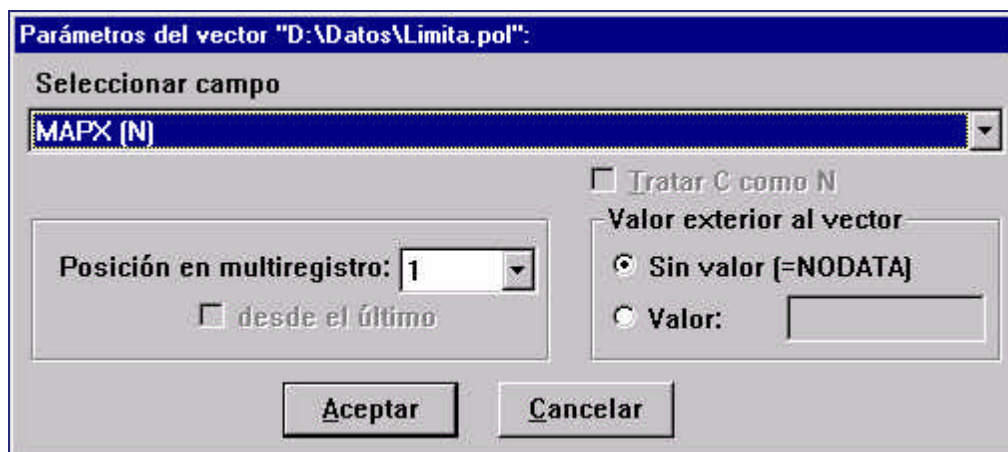 Parámetros del vector "D:\Datos\Limita.pol":
Seleccionar campo
MAPX (N)
Tratar C como N
Valor exterior al vector
Posición en multiregistro: 1
desde el último
Sin valor (=NODATA)
Valor:
Aceptar
Cancelar